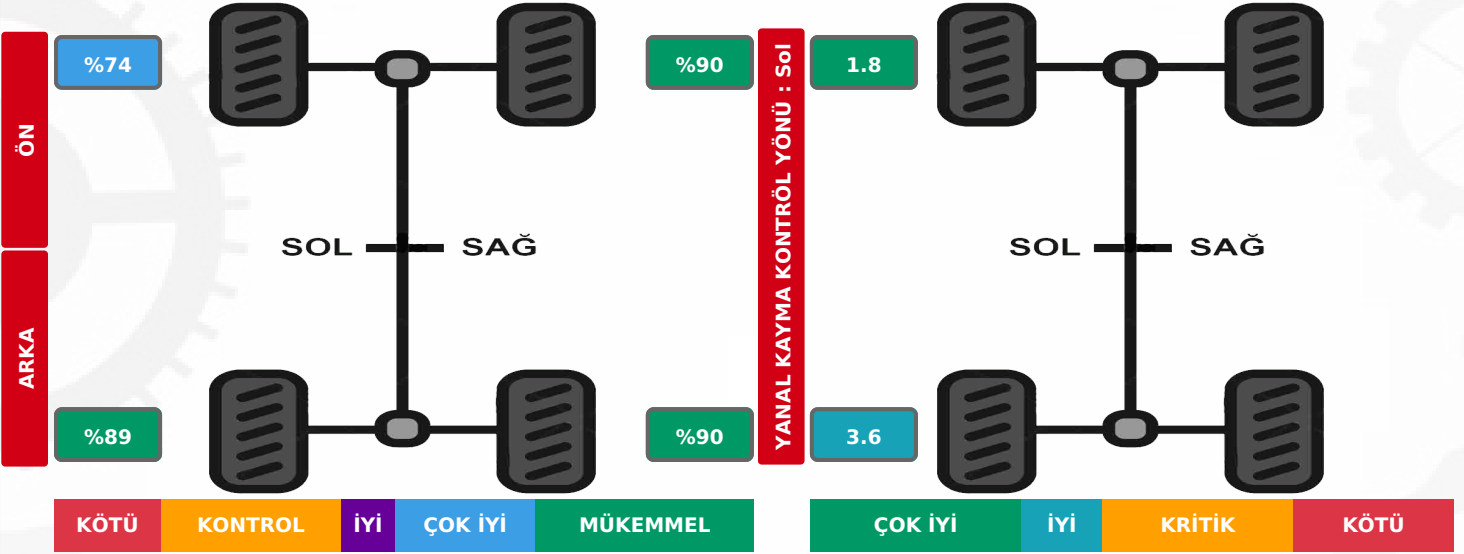 ÖN
ARKA
%74
%90
SOL
SAĞ
%89
%90
KÖTÜ
KONTROL
İYİ
ÇOK İYİ
MÜKEMMEL
YANAL KAYMA KONTRÖL YÖNÜ : Sol
1.8
SOL
SAĞ
3.6
ÇOK İYİ
İYİ
KRİTİK
KÖTÜ